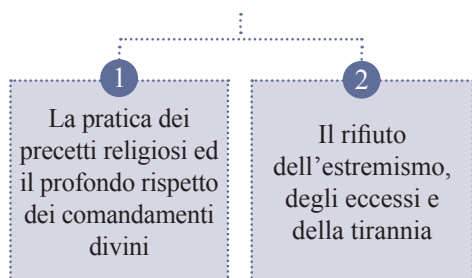 1
La pratica dei
precetti religiosi ed
il profondo rispetto
dei comandamenti
divini
2
Il rifiuto
dell'estremismo,
degli eccessi e
della tirannia